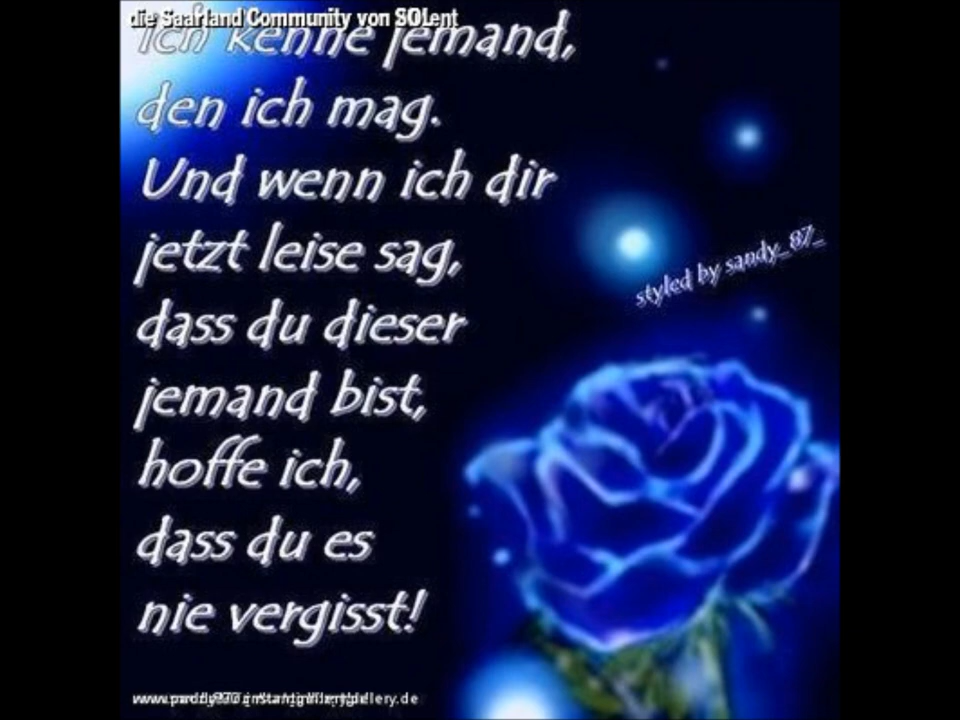 die Saarland Community von SOLent
Ich kenne jemand,
den ich mag.
Und wenn ich dir
jetzt leise sag,
dass du dieser
jemand bist,
hoffe ich,
dass du es
nie vergisst!
styled by sandy_87_